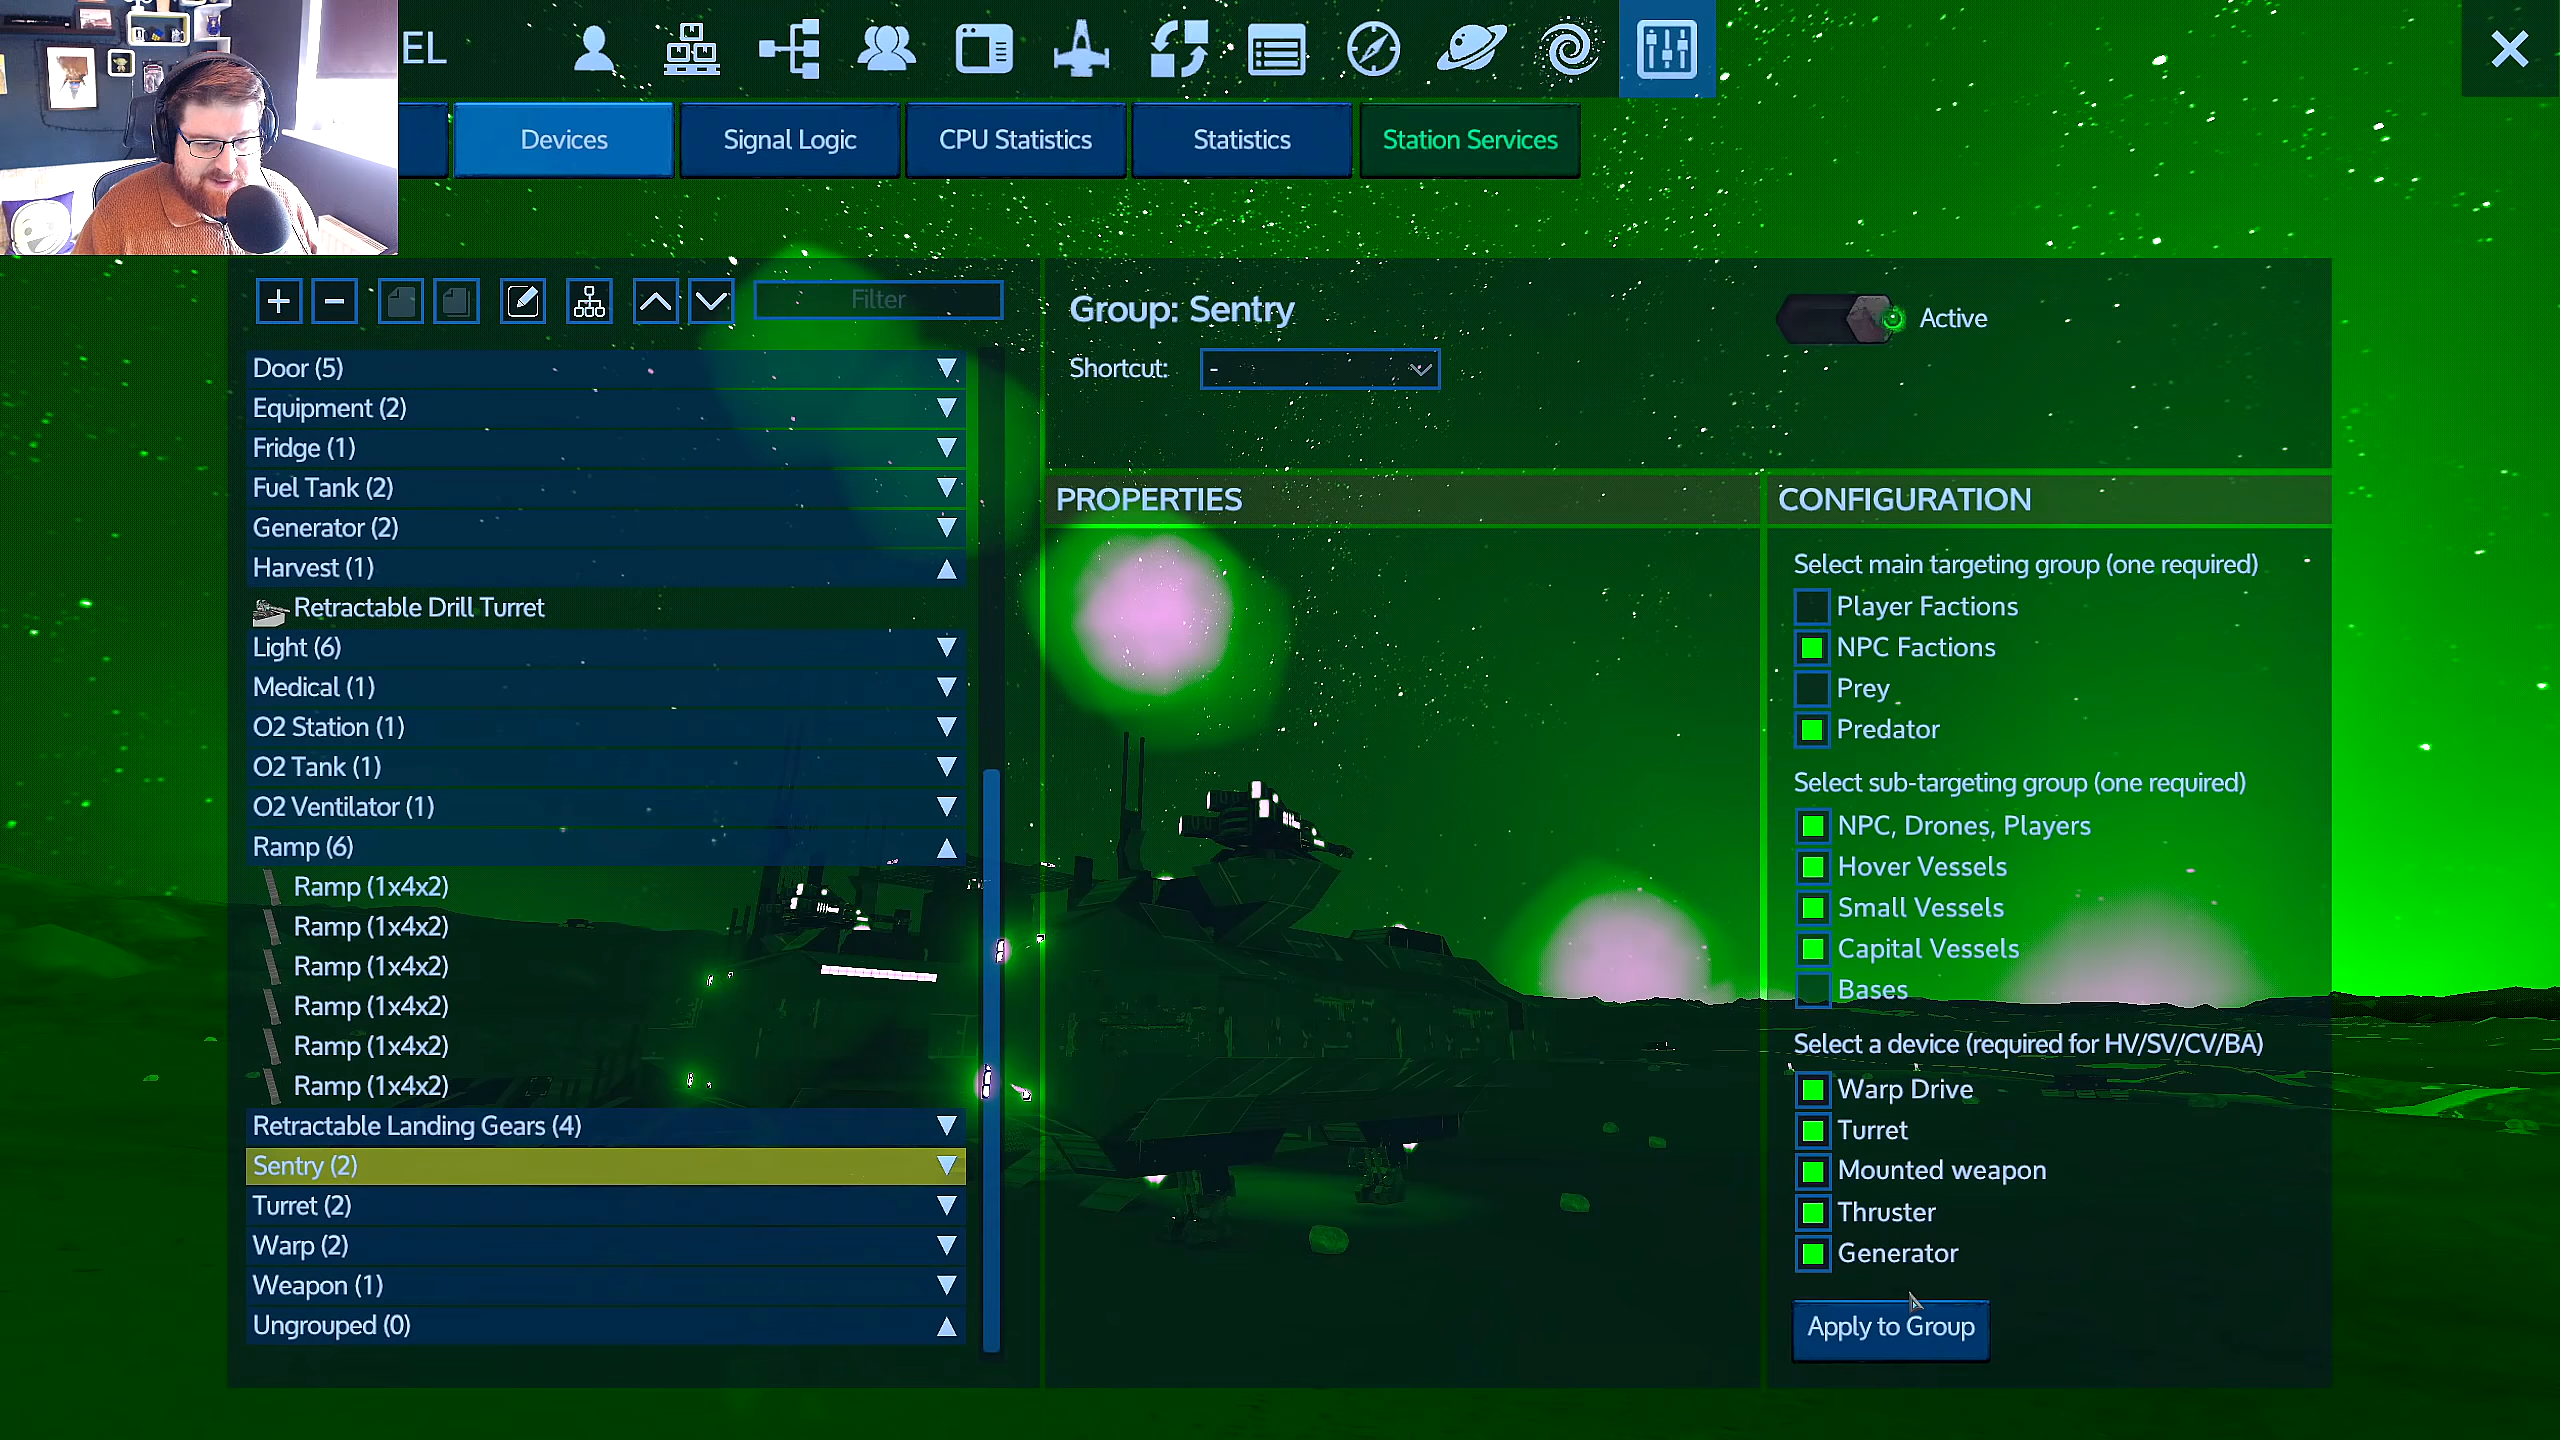 EL
Devices
Signal Logic
CPU Statistics
Statistics
Station Services
Filter
Door (5)
Equipment (2)
Fridge (1)
Fuel Tank (2)
Generator (2)
Harvest (1)
Retractable Drill Turret
Light (6)
Medical (1)
O2 Station (1)
O2 Tank (1)
O2 Ventilator (1)
Ramp (6)
Ramp (1x4x2)
Ramp (1x4x2)
Ramp (1x4x2)
Ramp (1x4x2)
Ramp (1x4x2)
Ramp (1x4x2)
Retractable Landing Gears (4)
Sentry (2)
Turret (2)
Warp (2)
Weapon (1)
Ungrouped (0)
Group: Sentry
Active
Shortcut: -
PROPERTIES
CONFIGURATION
Select main targeting group (one required)
Player Factions
NPC Factions
Prey
Predator
Select sub-targeting group (one required)
NPC, Drones, Players
Hover Vessels
Small Vessels
Capital Vessels
Bases
Select a device (required for HV/SV/CV/BA)
Warp Drive
Turret
Mounted weapon
Thruster
Generator
Apply to Group